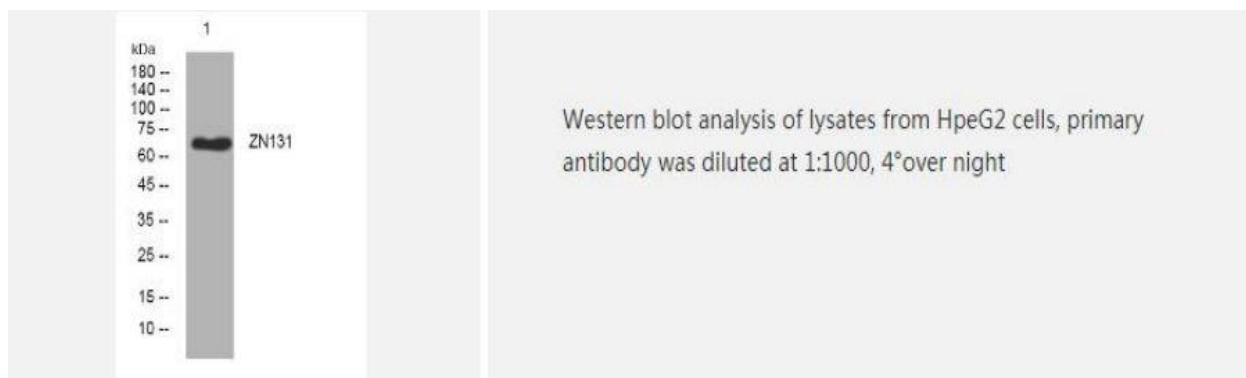 1
kDa
180 --
140 --
100 --
75 --
ZN131
60 --
45 --
35 --
25 --
15 --
10 --
Western blot analysis of lysates from HpeG2 cells, primary
antibody was diluted at 1:1000, 4°over night